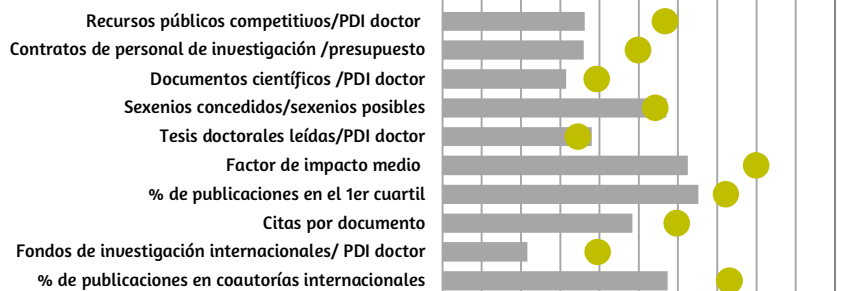 Recursos públicos competitivos/PDI doctor
Contratos de personal de investigación /presupuesto
Documentos científicos /PDI doctor
Sexenios concedidos/sexenios posibles
Tesis doctorales leídas/PDI doctor
Factor de impacto medio
% de publicaciones en el 1er cuartil
Citas por documento
Fondos de investigación internacionales/ PDI doctor
% de publicaciones en coautorías internacionales